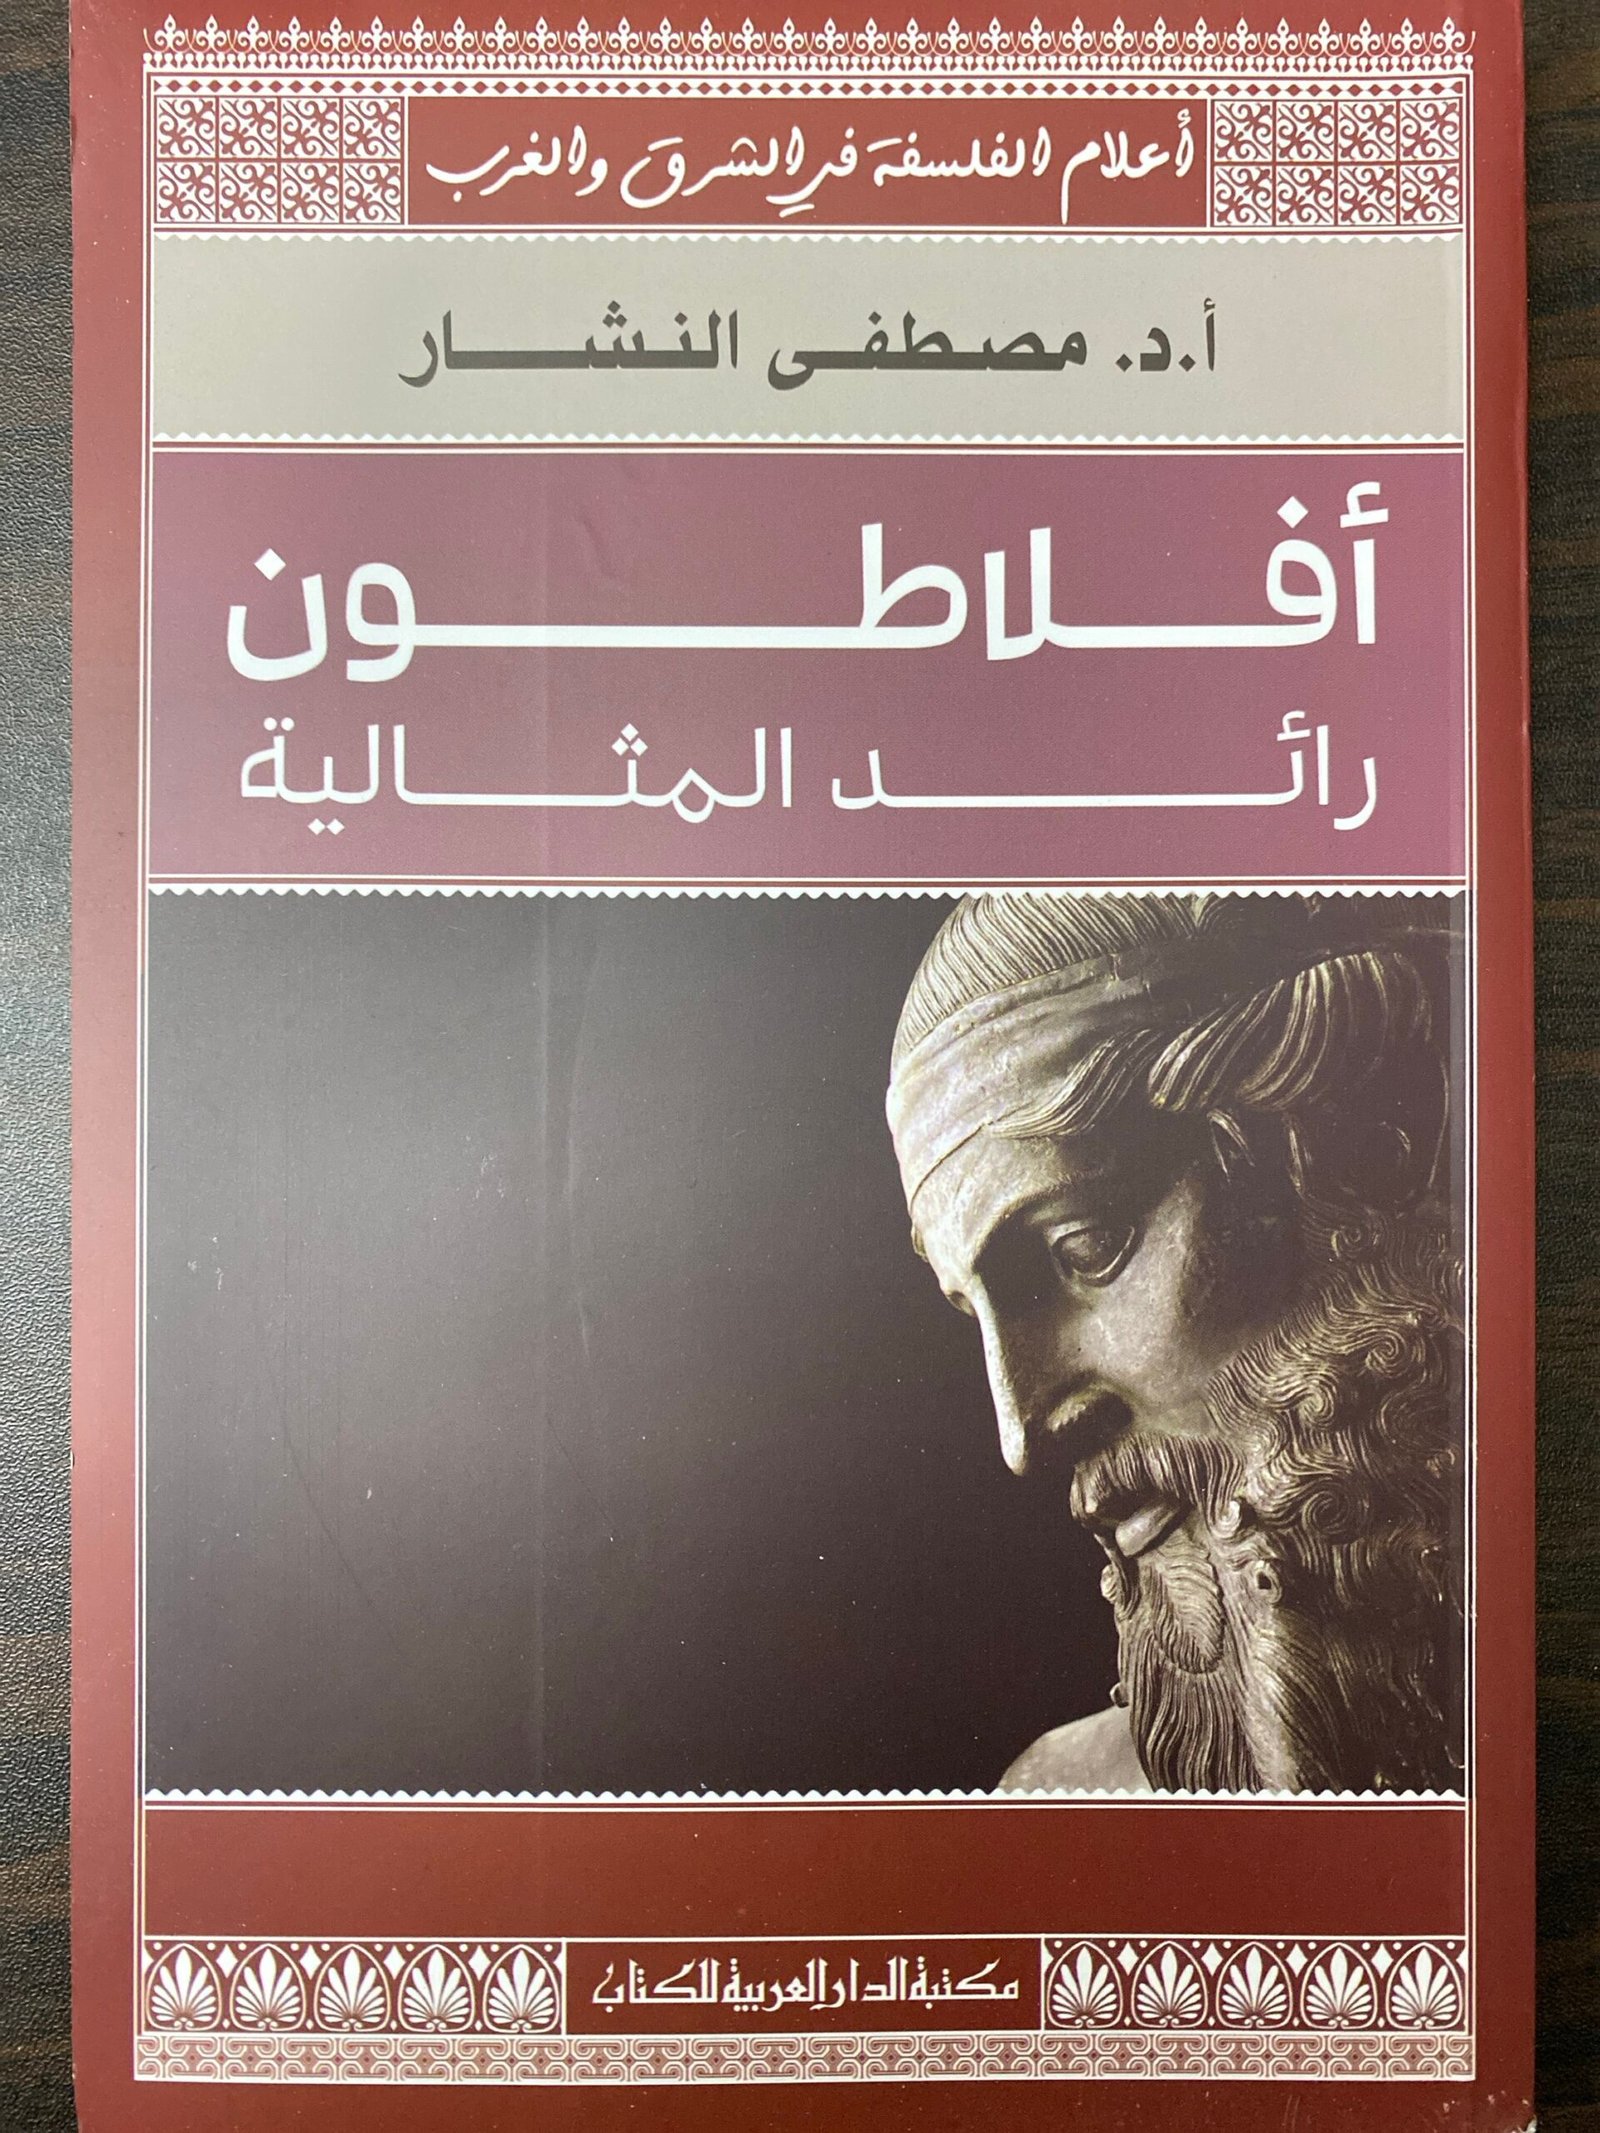 أعلام الفلسفة في الشرق والغرب
أ.د. مصطفى النشار
أفلاطون
رائد المثالية
مكتبة الدار العربية للكتاب